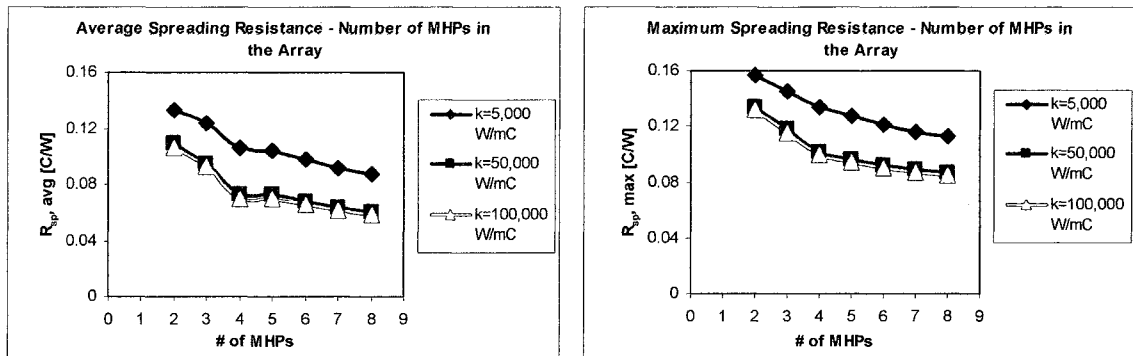 Average Spreading Resistance - Number of MHPs in
the Array
0.16
0.12
0.08
0.04
0
R_sp, avg [C/W]
0 1 2 3 4 5 6 7 8 9
# of MHPs
k=5,000
W/mC
k=50,000
W/mC
k=100,000
W/mC
Maximum Spreading Resistance - Number of MHPs in
the Array
0.16
0.12
0.08
0.04
0
R_sp, max [C/W]
0 1 2 3 4 5 6 7 8 9
# of MHPs
k=5,000
W/mC
k=50,000
W/mC
k=100,000
W/mC